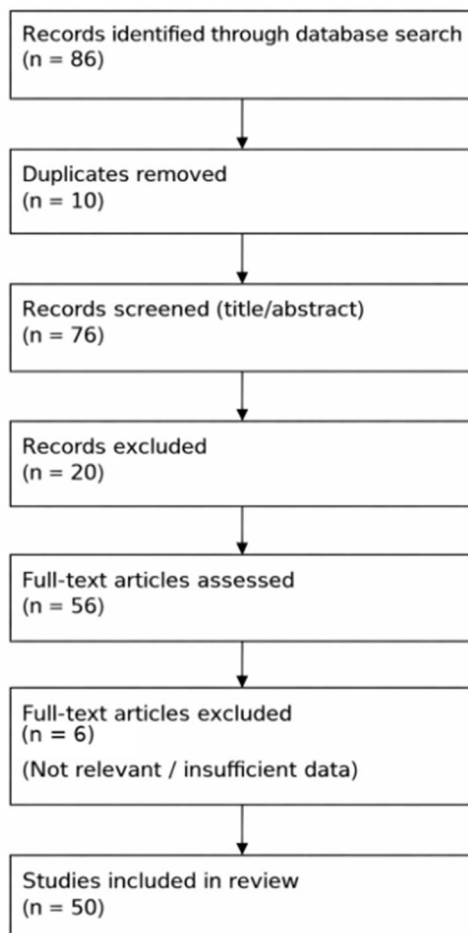 Records identified through database search
(n = 86)
Duplicates removed
(n = 10)
Records screened (title/abstract)
(n = 76)
Records excluded
(n = 20)
Full-text articles assessed
(n = 56)
Full-text articles excluded
(n = 6)
(Not relevant / insufficient data)
Studies included in review
(n = 50)